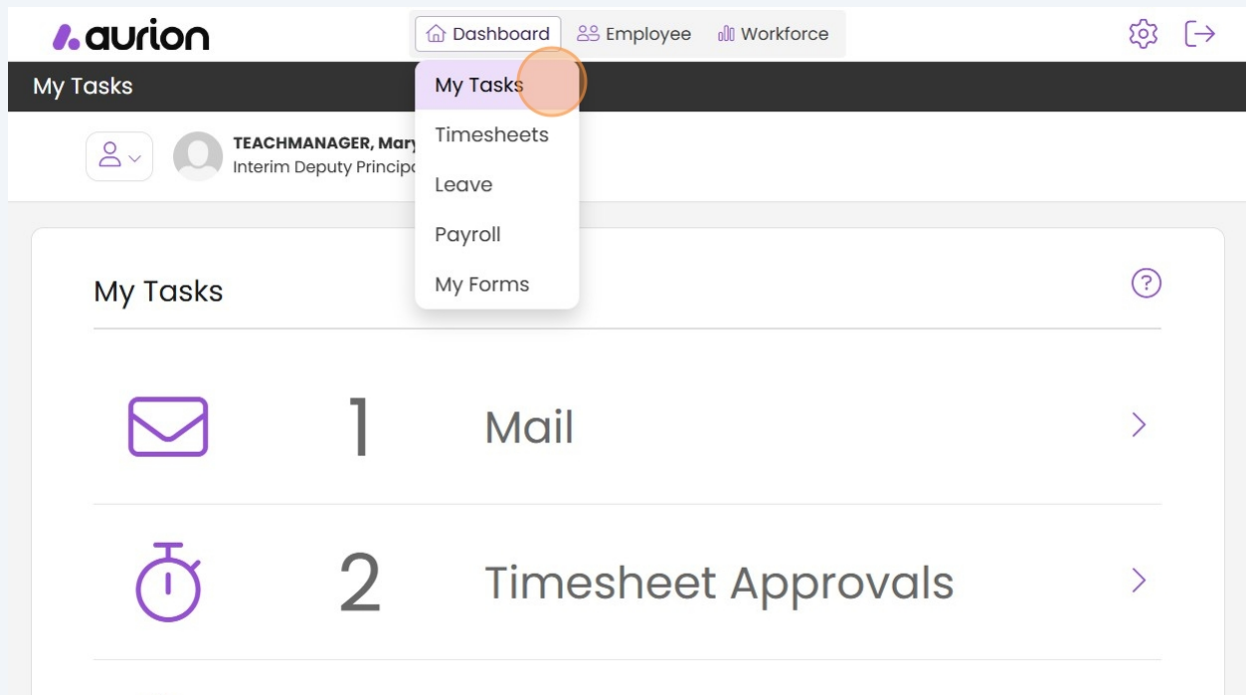 aurion
Dashboard Employee Workforce
My Tasks
My Tasks
Timesheets
Leave
Payroll
My Forms
TEACHMANAGER, Mary
Interim Deputy
My Tasks
?
1 Mail
2 Timesheet Approvals